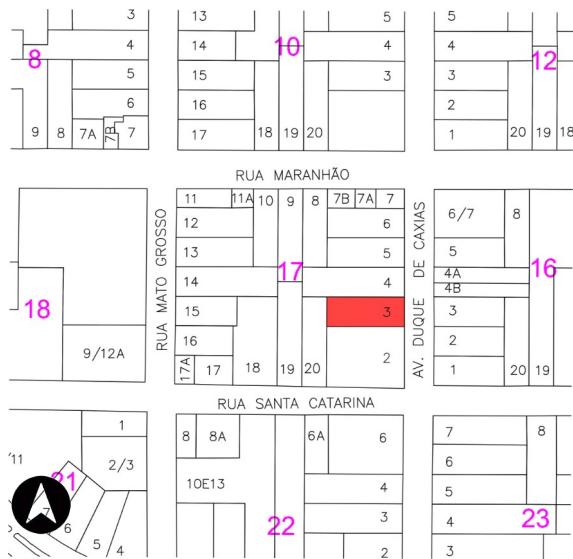 3 13 5 5
4 14 10 4 4
8 12
5 15 3 3
6 16 2
9 8 7A 7B 7 17 18 19 20 1 20 19 18
RUA MARANHÃO
11 11A 10 9 8 7B 7A 7
12 6 6/7 8
13 5 5
17 16
14 4 4A
4B
18
15 3 3
16 2
9/12A 2
17A 17 18 19 20 1 20 19
RUA MATO GROSSO
AV. DUQUE DE CAXIAS
RUA SANTA CATARINA
1 8 8A 6A 6 7 8
/11 2/3 6
21
10E13 4 5
7 22 3 4 23
6
5 4 2 3